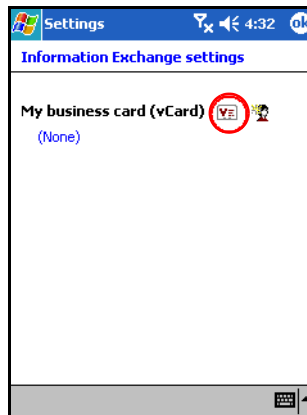 Settings 4:32 ok
Information Exchange settings
My business card (vCard)
(None)